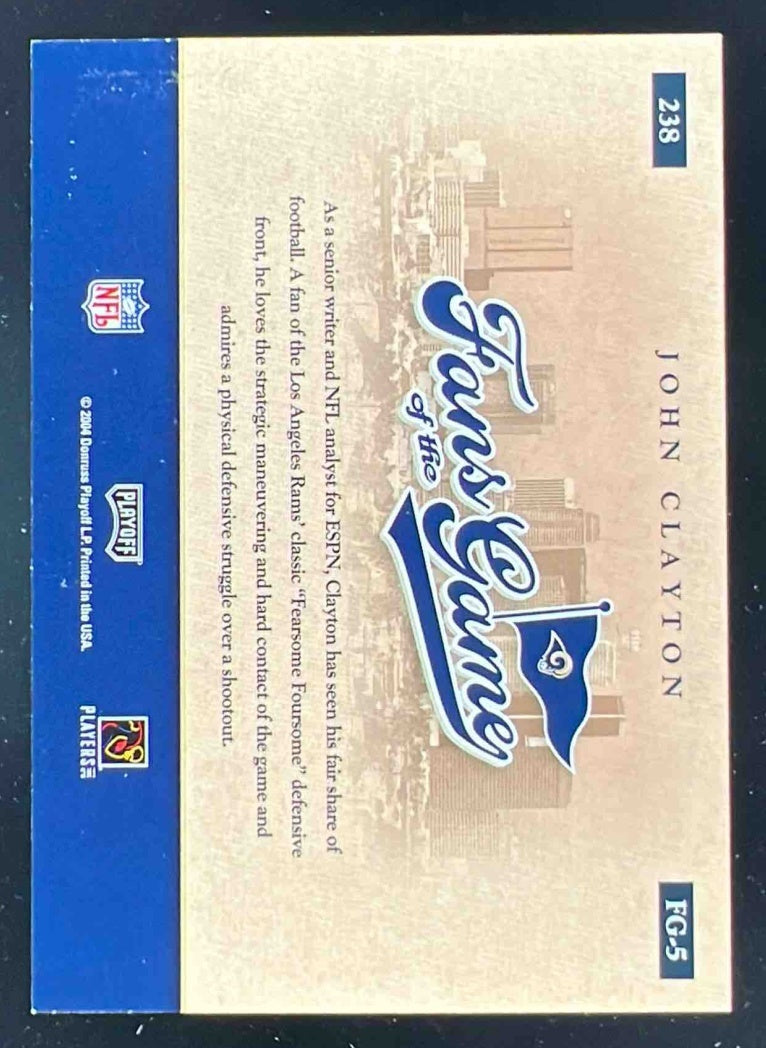 238
JOHN CLAYTON
FG-5
Fans
of the
Game
As a senior writer and NFL analyst for ESPN, Clayton has seen his fair share of
football. A fan of the Los Angeles Rams' classic "Fearsome Foursome" defensive
front, he loves the strategic maneuvering and hard contact of the game and
admires a physical defensive struggle over a shootout.
NFL
PLAYOFF
PLAYERS INC
© 2004 Donruss Playoff L.P. Printed in the USA.